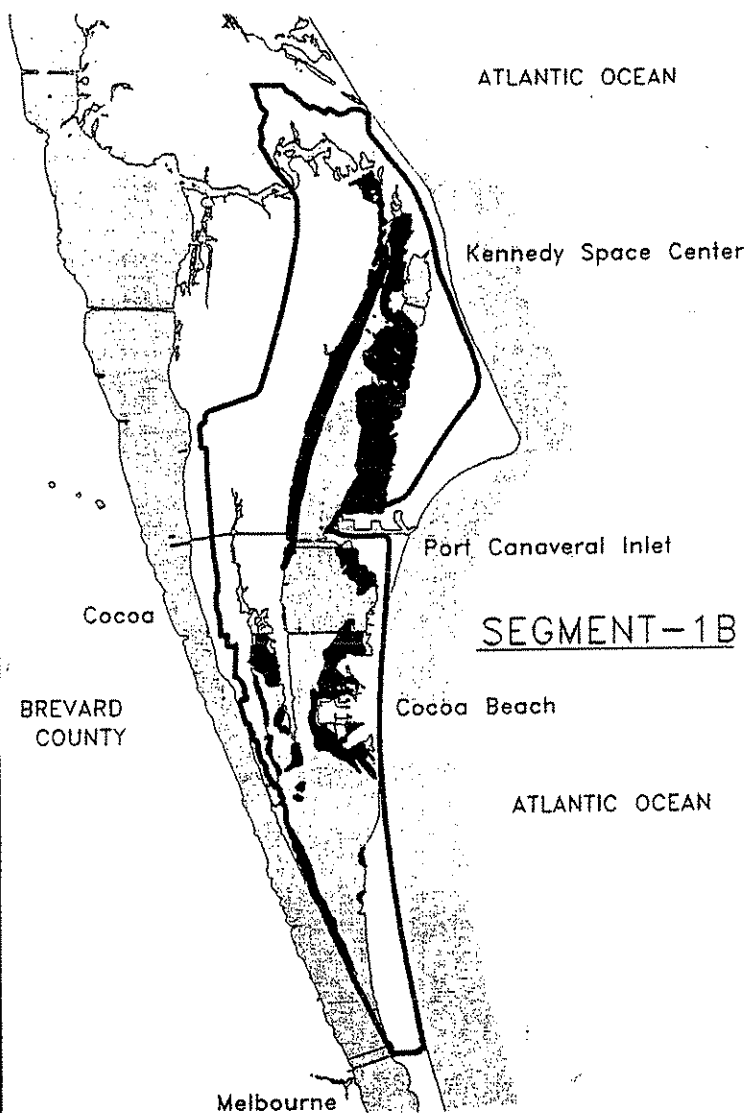 ATLANTIC OCEAN
Kennedy Space Center
Port Canaveral Inlet
Cocoa
SEGMENT-1B
BREVARD
COUNTY
Cocoa Beach
ATLANTIC OCEAN
Melbourne